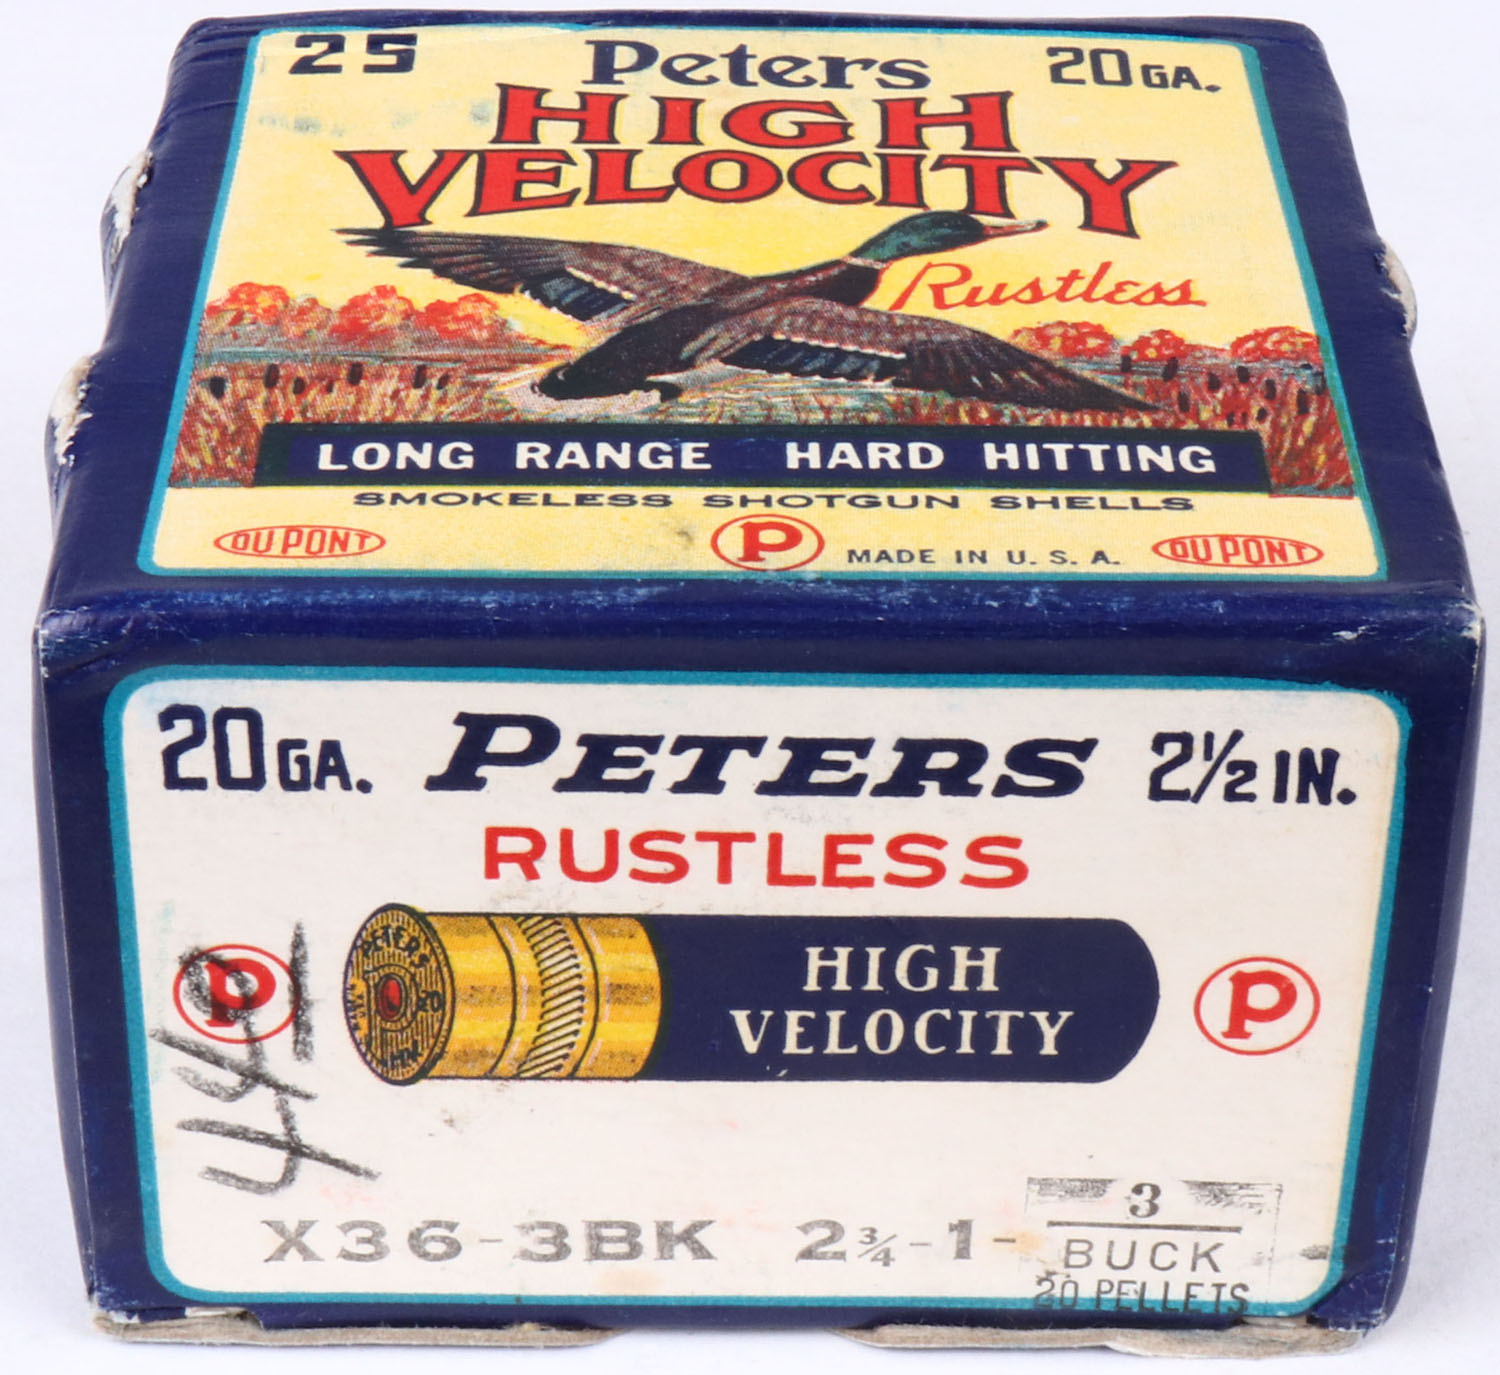 25 Peters 20 GA.
HIGH
VELOCITY
Rustless
LONG RANGE HARD HITTING
SMOKELESS SHOTGUN SHELLS
DU PONT P MADE IN U. S. A. DU PONT
20 GA. PETERS 2½ IN.
RUSTLESS
PETERS
20
HIGH
VELOCITY
P P
X36-3BK 2¾-1-3
BUCK
20 PELLETS